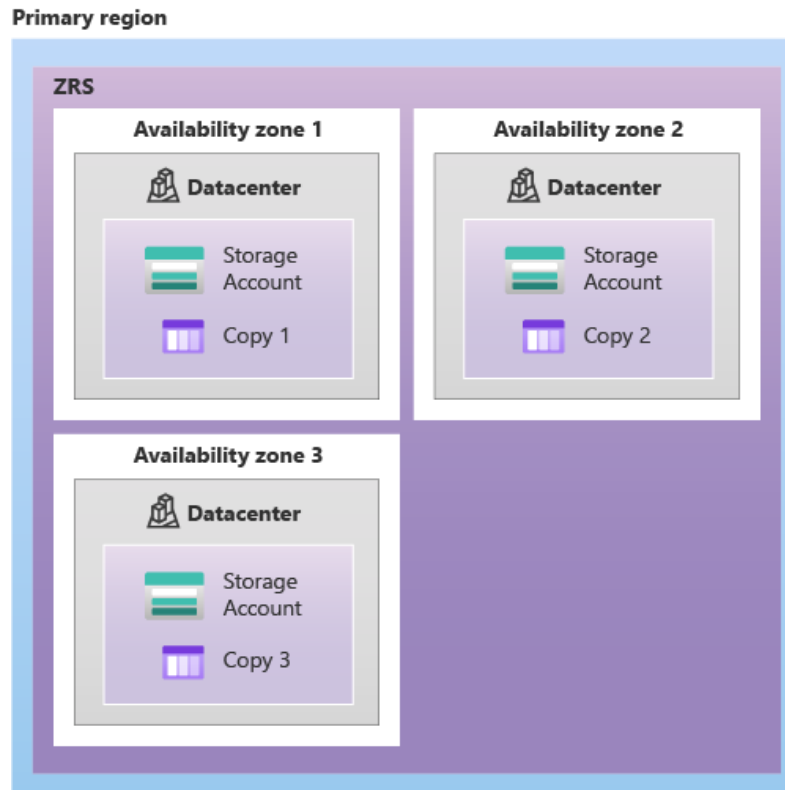 Primary region
ZRS
Availability zone 1
Datacenter
Storage
Account
Copy 1
Availability zone 2
Datacenter
Storage
Account
Copy 2
Availability zone 3
Datacenter
Storage
Account
Copy 3